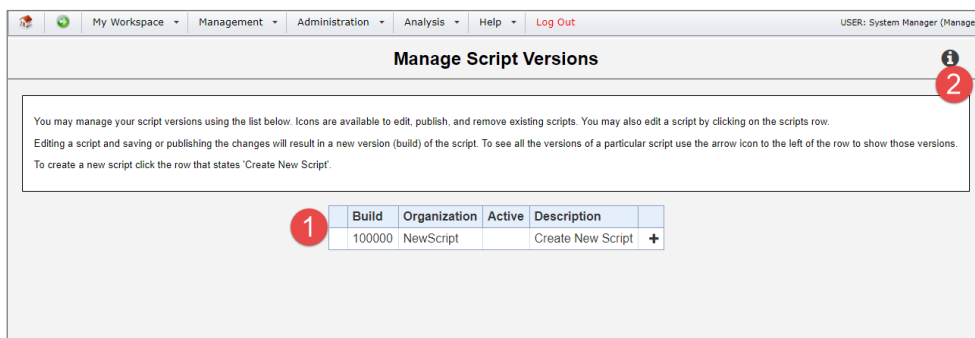 My Workspace Management Administration Analysis Help Log Out USER: System Manager (Manage
Manage Script Versions
2
You may manage your script versions using the list below. Icons are available to edit, publish, and remove existing scripts. You may also edit a script by clicking on the scripts row.
Editing a script and saving or publishing the changes will result in a new version (build) of the script. To see all the versions of a particular script use the arrow icon to the left of the row to show those versions.
To create a new script click the row that states 'Create New Script'.
1
Build Organization Active Description
100000 NewScript Create New Script